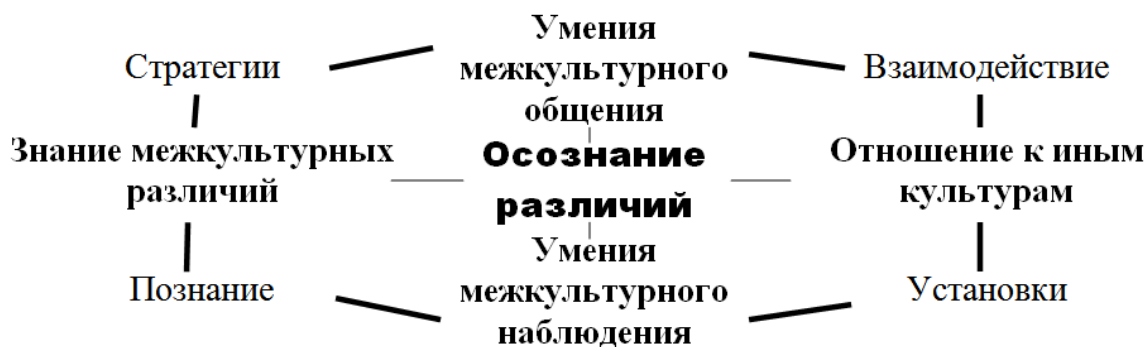 Умения
межкультурного
общения
Стратегии
Взаимодействие
Знание межкультурных
различий
Осознание
различий
Отношение к иным
культурам
Познание
Умения
межкультурного
наблюдения
Установки